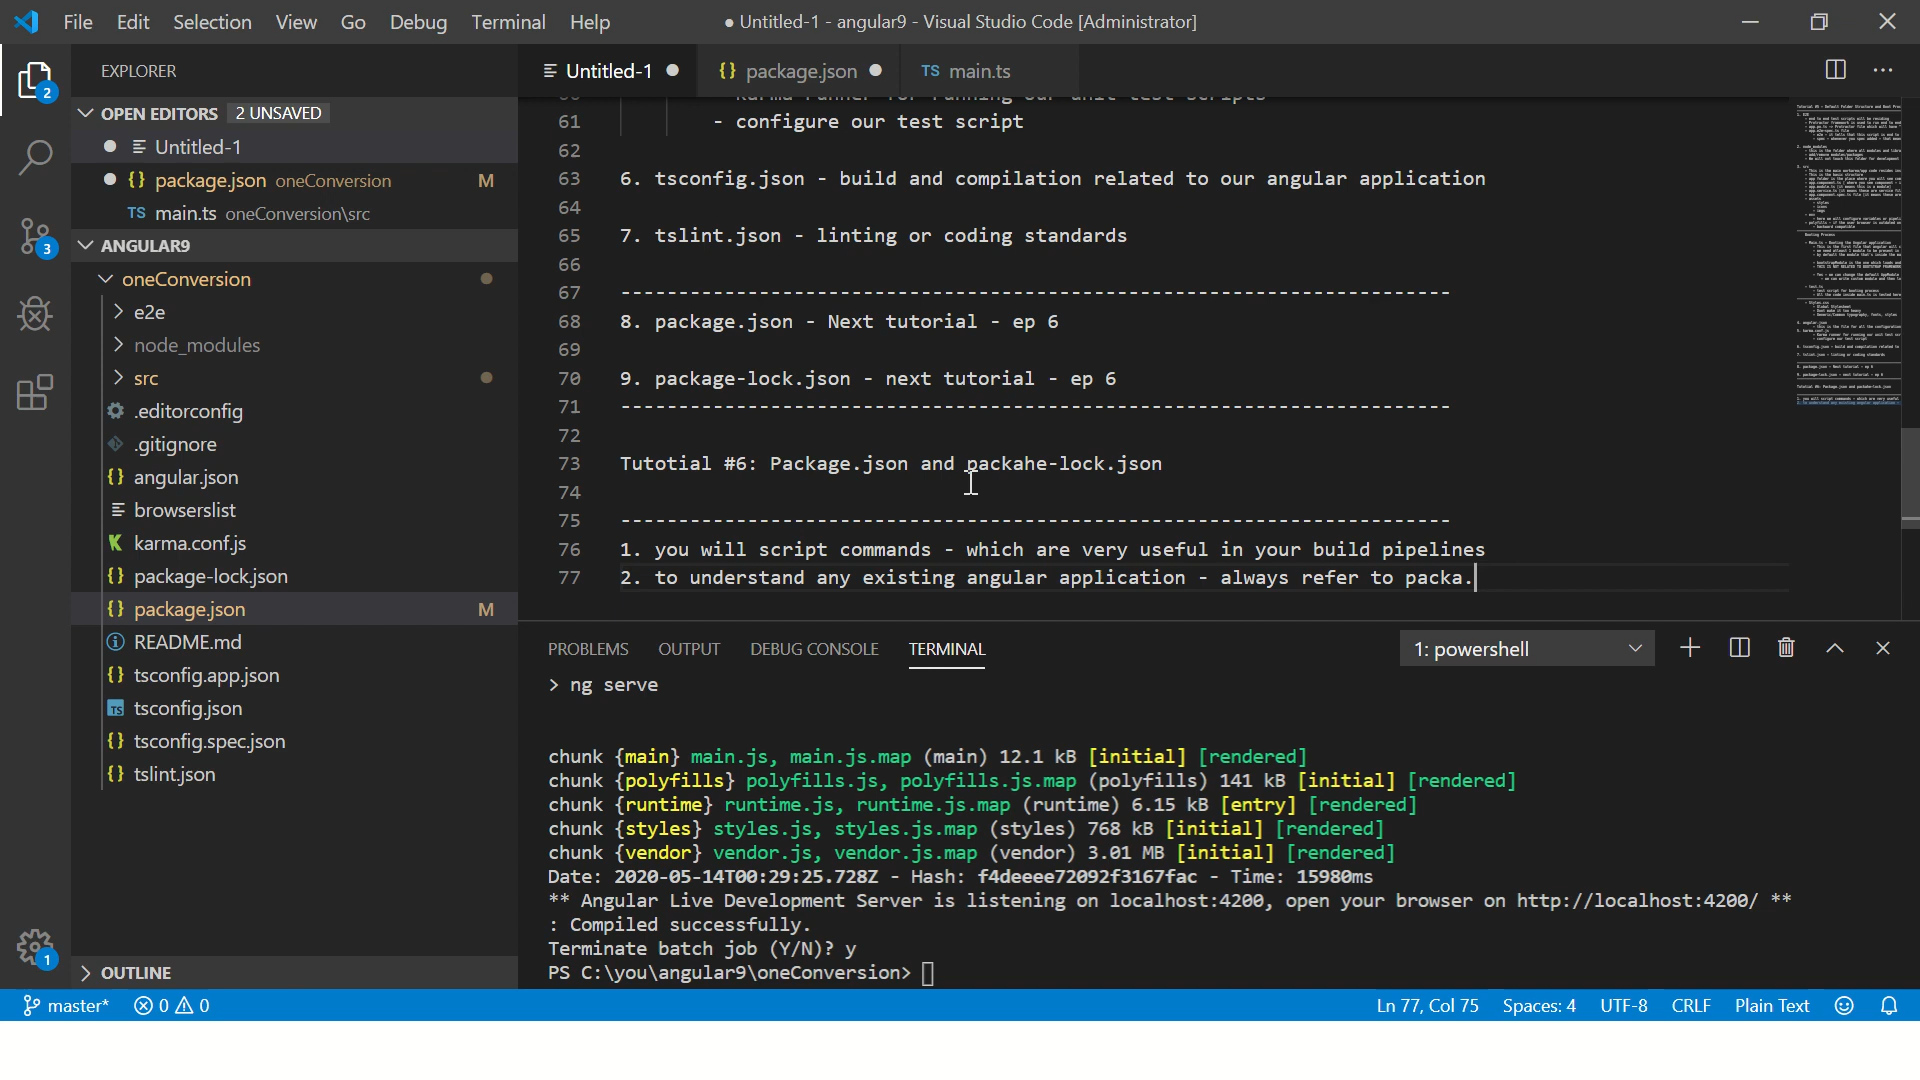 File Edit Selection View Go Debug Terminal Help
● Untitled-1 - angular9 - Visual Studio Code [Administrator]
EXPLORER
Untitled-1
{} package.json
TS main.ts
OPEN EDITORS 2 UNSAVED
Untitled-1
{} package.json oneConversion M
TS main.ts oneConversion\src
ANGULAR9
oneConversion
e2e
node_modules
src
.editorconfig
.gitignore
{} angular.json
browserslist
karma.conf.js
{} package-lock.json
{} package.json M
README.md
{} tsconfig.app.json
TS tsconfig.json
{} tsconfig.spec.json
{} tslint.json
OUTLINE
2
3
1
61 - configure our test script
62
63 6. tsconfig.json - build and compilation related to our angular application
64
65 7. tslint.json - linting or coding standards
66
67 ------------------------------------------------------------------------
68 8. package.json - Next tutorial - ep 6
69
70 9. package-lock.json - next tutorial - ep 6
71 ------------------------------------------------------------------------
72
73 Tutotial #6: Package.json and packahe-lock.json
74
75 ------------------------------------------------------------------------
76 1. you will script commands - which are very useful in your build pipelines
77 2. to understand any existing angular application - always refer to packa.
PROBLEMS OUTPUT DEBUG CONSOLE TERMINAL
1: powershell
> ng serve
chunk {main} main.js, main.js.map (main) 12.1 kB [initial] [rendered]
chunk {polyfills} polyfills.js, polyfills.js.map (polyfills) 141 kB [initial] [rendered]
chunk {runtime} runtime.js, runtime.js.map (runtime) 6.15 kB [entry] [rendered]
chunk {styles} styles.js, styles.js.map (styles) 768 kB [initial] [rendered]
chunk {vendor} vendor.js, vendor.js.map (vendor) 3.01 MB [initial] [rendered]
Date: 2020-05-14T00:29:25.728Z - Hash: f4deeee72092f3167fac - Time: 15980ms
** Angular Live Development Server is listening on localhost:4200, open your browser on http://localhost:4200/ **
: Compiled successfully.
Terminate batch job (Y/N)? y
PS C:\you\angular9\oneConversion>
master* 0 0
Ln 77, Col 75 Spaces: 4 UTF-8 CRLF Plain Text